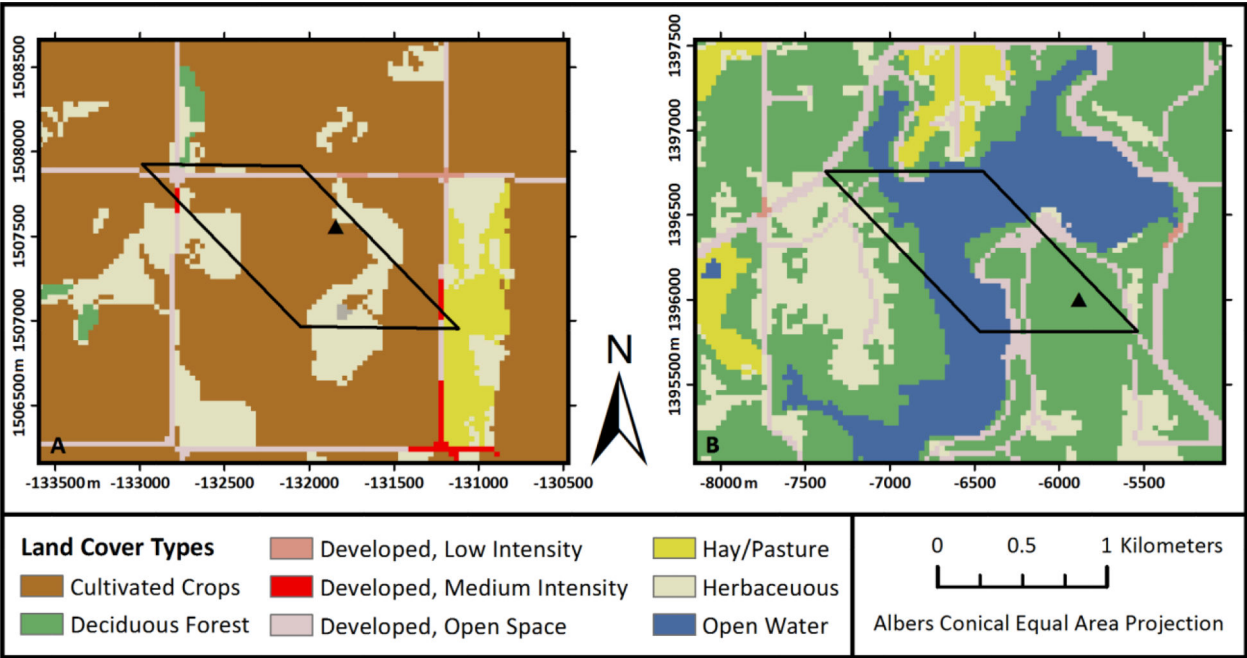 1508500
1508000
1507500
1507000
1506500 m
A
-133500 m
-133000
-132500
-132000
-131500
-131000
-130500
N
1397500
1397000
1396500
1396000
1395500 m
B
-8000 m
-7500
-7000
-6500
-6000
-5500
Land Cover Types
Cultivated Crops
Deciduous Forest
Developed, Low Intensity
Developed, Medium Intensity
Developed, Open Space
Hay/Pasture
Herbaceuous
Open Water
0 0.5 1 Kilometers
Albers Conical Equal Area Projection